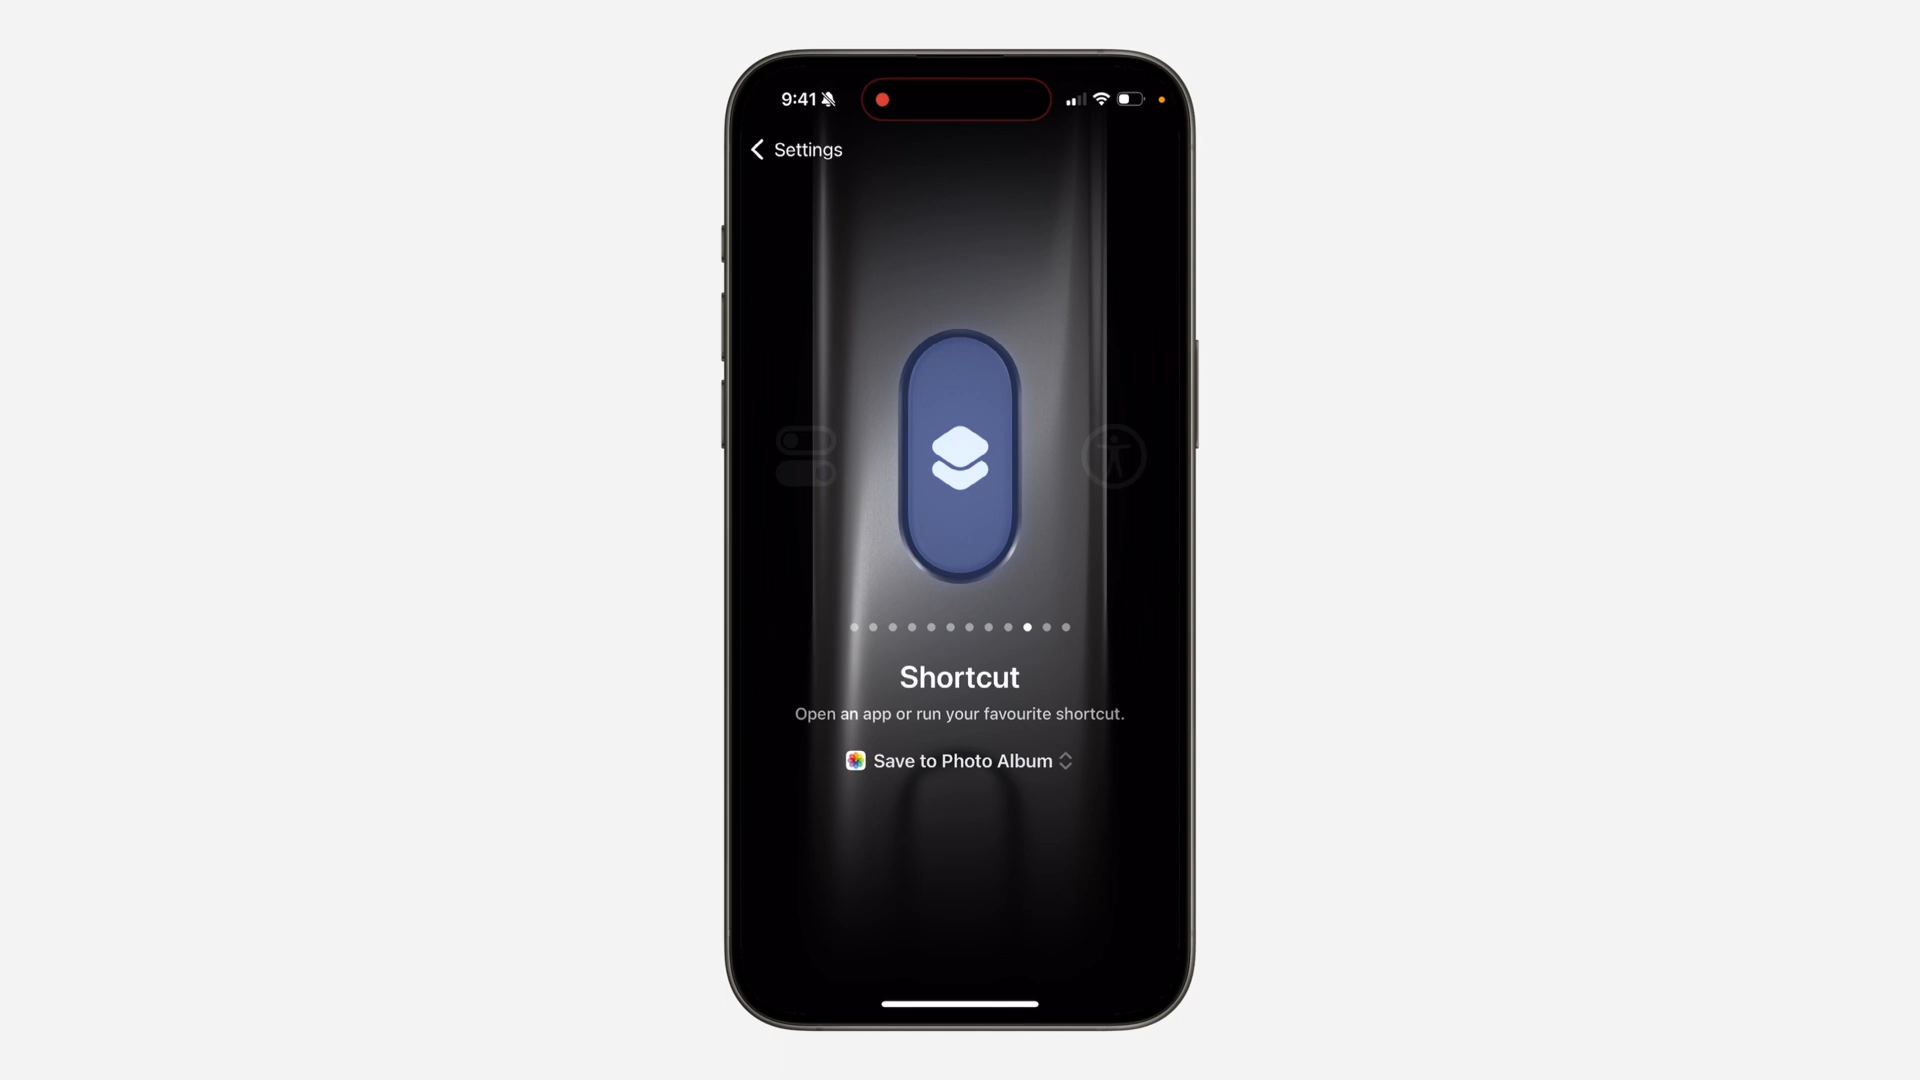 9:41
Settings
Shortcut
Open an app or run your favourite shortcut.
Save to Photo Album